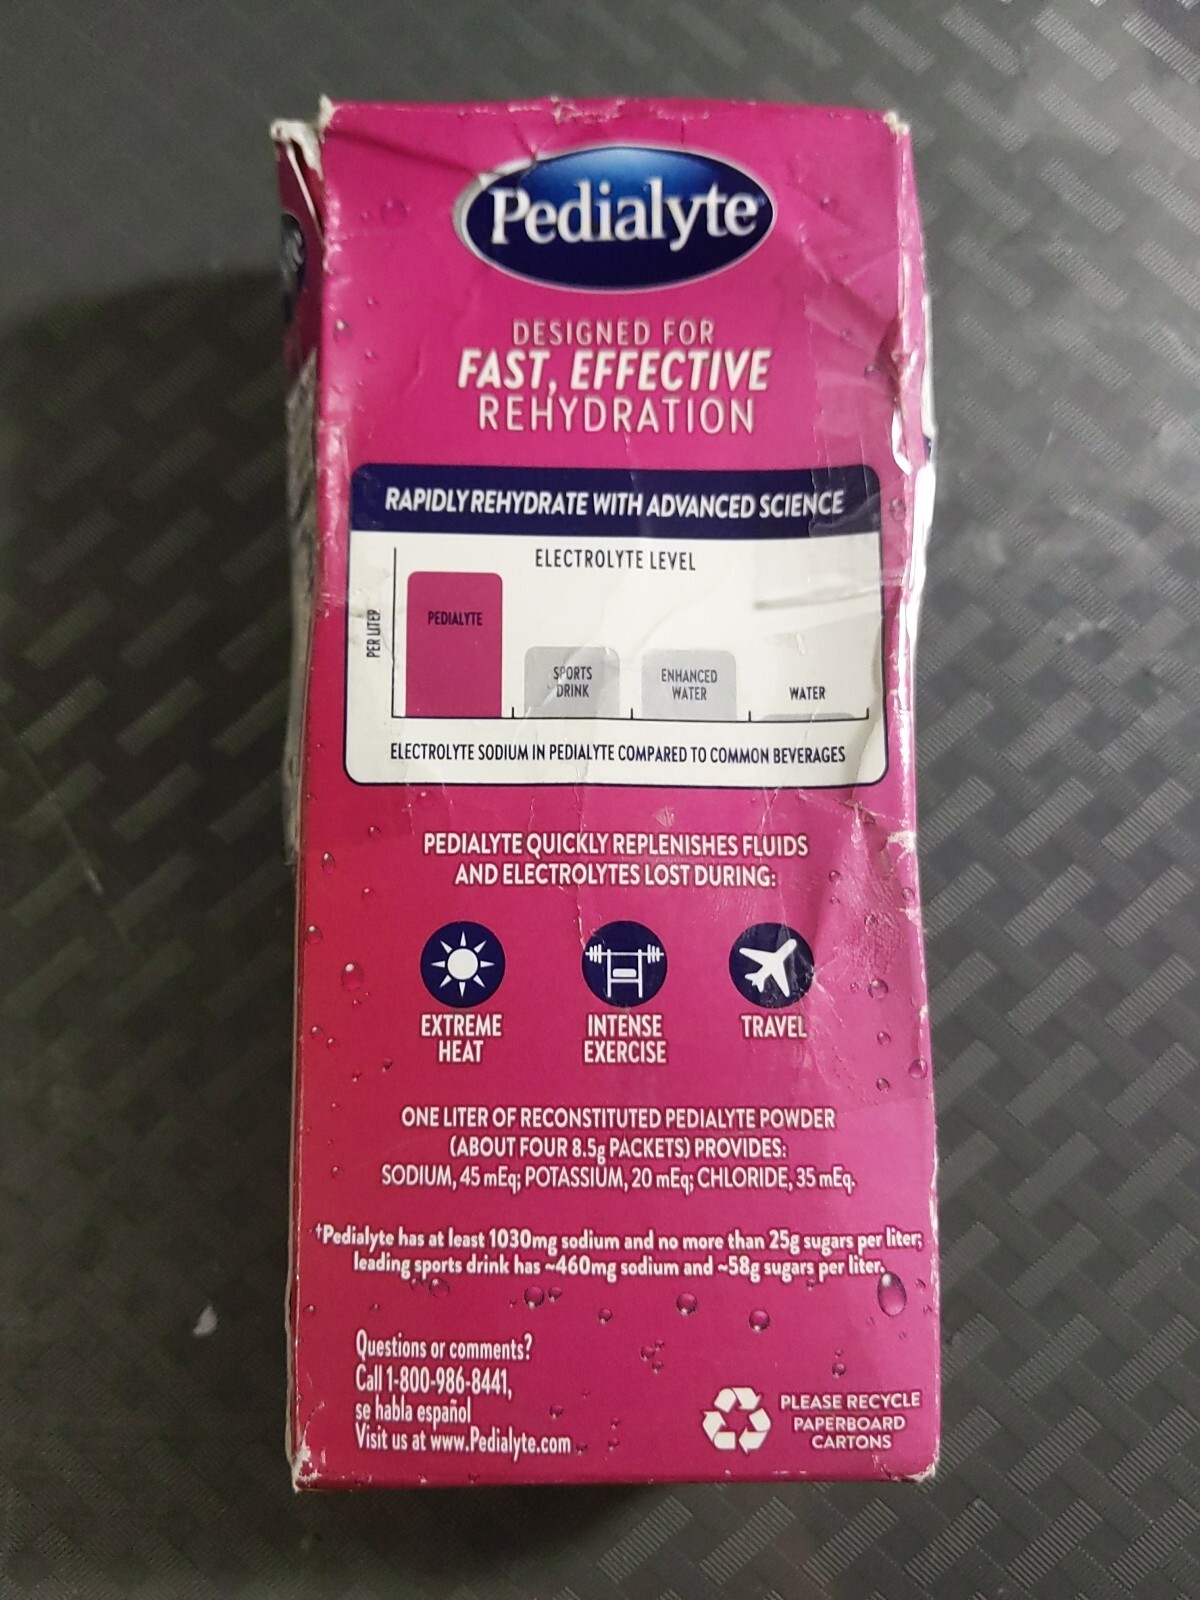 Pedialyte
DESIGNED FOR
FAST, EFFECTIVE
REHYDRATION
RAPIDLY REHYDRATE WITH ADVANCED SCIENCE
ELECTROLYTE LEVEL
PER LITER
PEDIALYTE
SPORTS
DRINK
ENHANCED
WATER
WATER
ELECTROLYTE SODIUM IN PEDIALYTE COMPARED TO COMMON BEVERAGES
PEDIALYTE QUICKLY REPLENISHES FLUIDS
AND ELECTROLYTES LOST DURING:
EXTREME
HEAT
INTENSE
EXERCISE
TRAVEL
ONE LITER OF RECONSTITUTED PEDIALYTE POWDER
(ABOUT FOUR 8.5g PACKETS) PROVIDES:
SODIUM, 45 mEq; POTASSIUM, 20 mEq; CHLORIDE, 35 mEq.
†Pedialyte has at least 1030mg sodium and no more than 25g sugars per liter;
leading sports drink has ~460mg sodium and ~58g sugars per liter.
Questions or comments?
Call 1-800-986-8441,
se habla español
Visit us at www.Pedialyte.com
PLEASE RECYCLE
PAPERBOARD
CARTONS